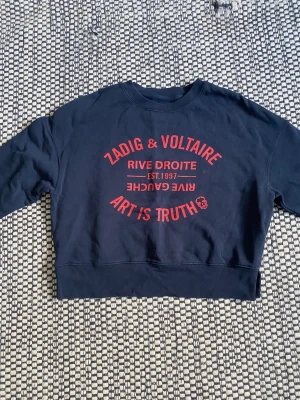 ZADIG & VOLTAIRE
RIVE DROITE
EST.1997
RIVE GAUCHE
ART IS TRUTH